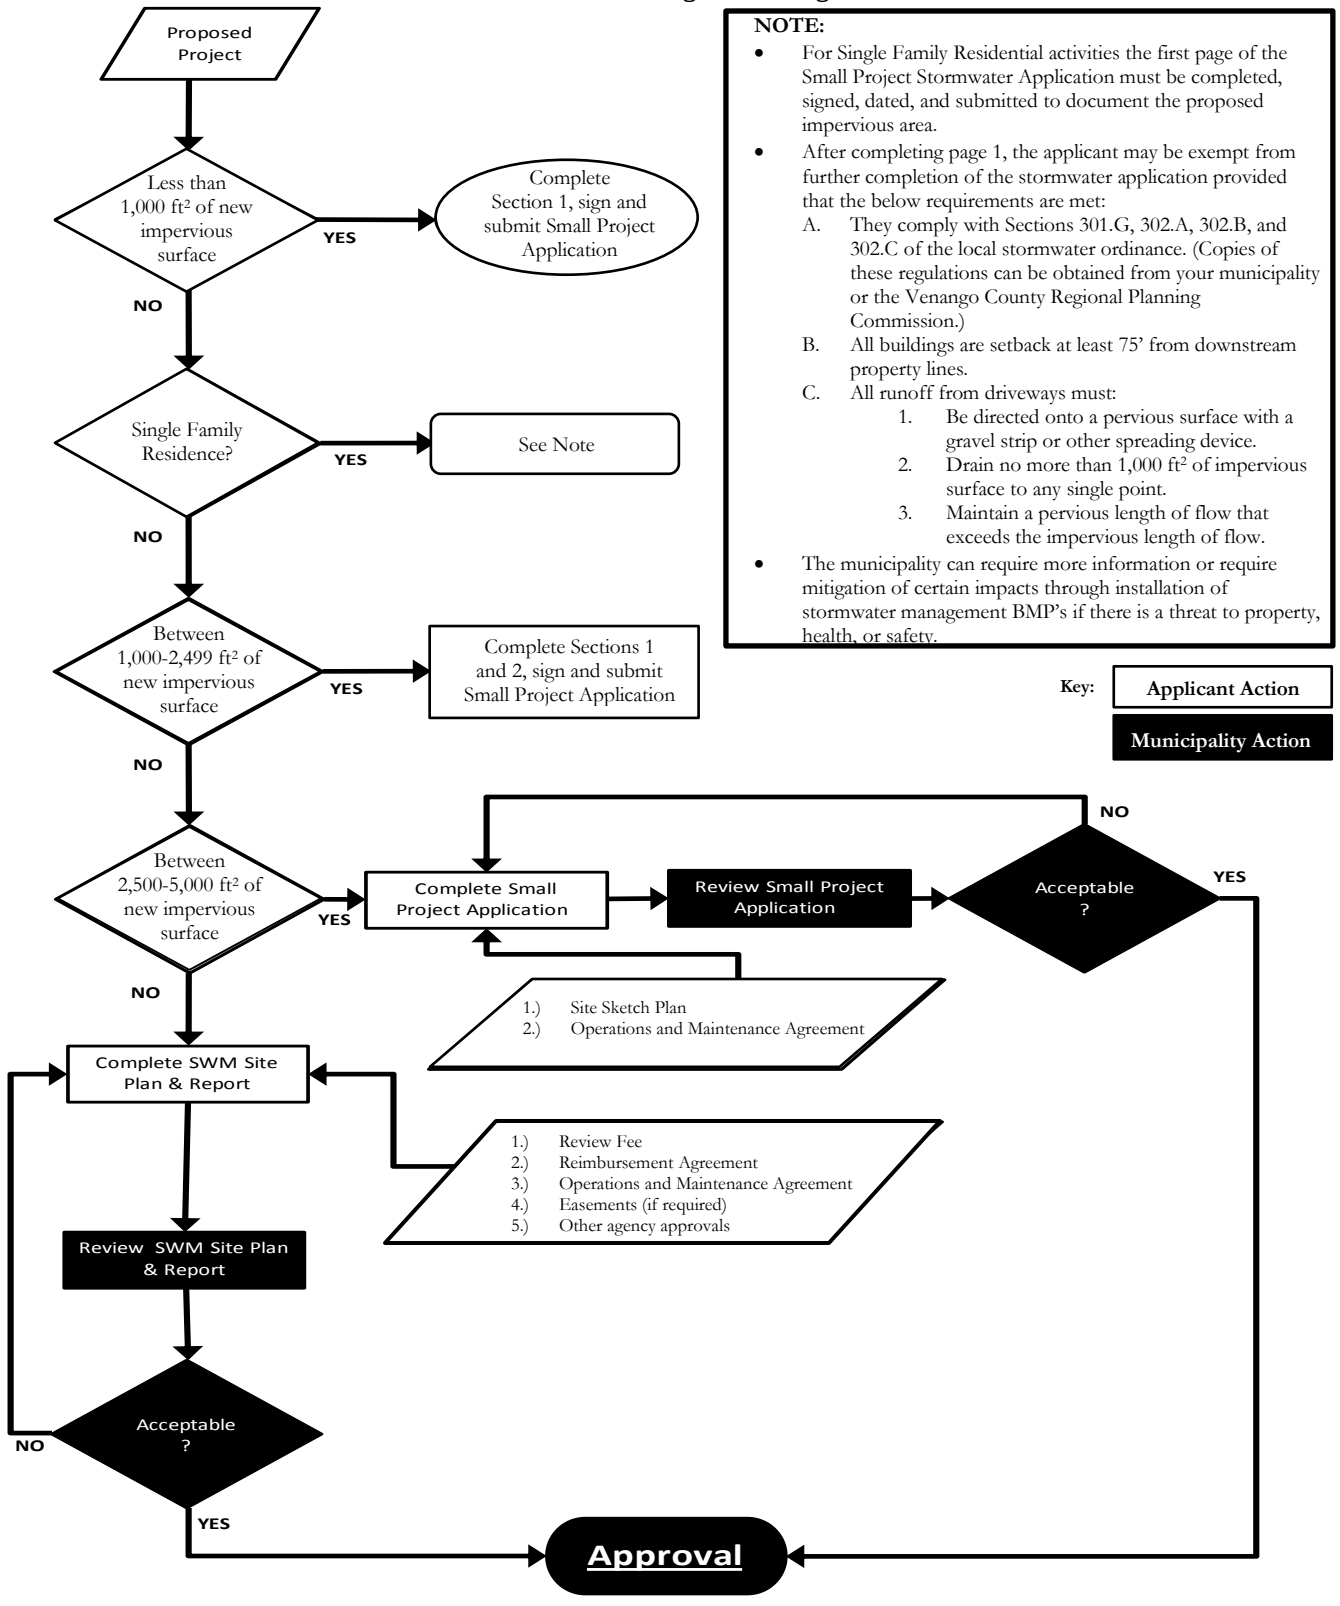 Proposed
Project
NOTE:
• For Single Family Residential activities the first page of the
Small Project Stormwater Application must be completed,
signed, dated, and submitted to document the proposed
impervious area.
• After completing page 1, the applicant may be exempt from
further completion of the stormwater application provided
that the below requirements are met:
A. They comply with Sections 301.G, 302.A, 302.B, and
302.C of the local stormwater ordinance. (Copies of
these regulations can be obtained from your municipality
or the Venango County Regional Planning
Commission.)
B. All buildings are setback at least 75’ from downstream
property lines.
C. All runoff from driveways must:
1. Be directed onto a pervious surface with a
gravel strip or other spreading device.
2. Drain no more than 1,000 ft² of impervious
surface to any single point.
3. Maintain a pervious length of flow that
exceeds the impervious length of flow.
• The municipality can require more information or require
mitigation of certain impacts through installation of
stormwater management BMP’s if there is a threat to property,
health, or safety.
Key:
Applicant Action
Municipality Action
Less than
1,000 ft² of new
impervious
surface
YES
Complete
Section 1, sign and
submit Small Project
Application
NO
Single Family
Residence?
YES
See Note
NO
Between
1,000-2,499 ft² of
new impervious
surface
YES
Complete Sections 1
and 2, sign and submit
Small Project Application
NO
Between
2,500-5,000 ft² of
new impervious
surface
YES
Complete Small
Project Application
Review Small Project
Application
Acceptable
?
NO
YES
1.) Site Sketch Plan
2.) Operations and Maintenance Agreement
NO
Complete SWM Site
Plan & Report
1.) Review Fee
2.) Reimbursement Agreement
3.) Operations and Maintenance Agreement
4.) Easements (if required)
5.) Other agency approvals
Review SWM Site Plan
& Report
Acceptable
?
NO
YES
Approval